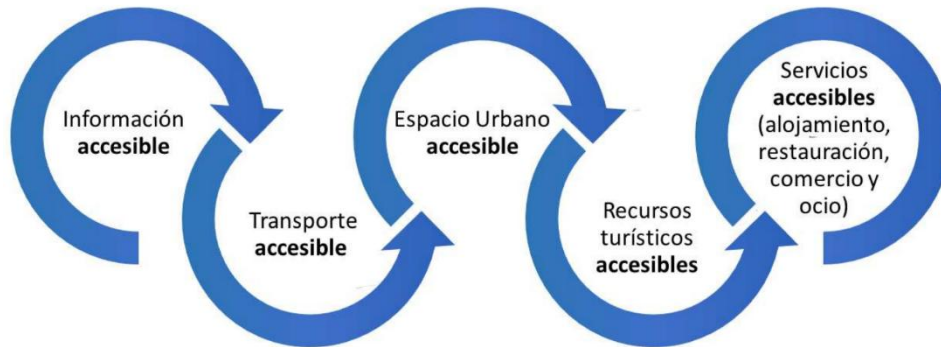 Información
accesible
Transporte
accesible
Espacio Urbano
accesible
Recursos
turísticos
accesibles
Servicios
accesibles
(alojamiento,
restauración,
comercio y
ocio)